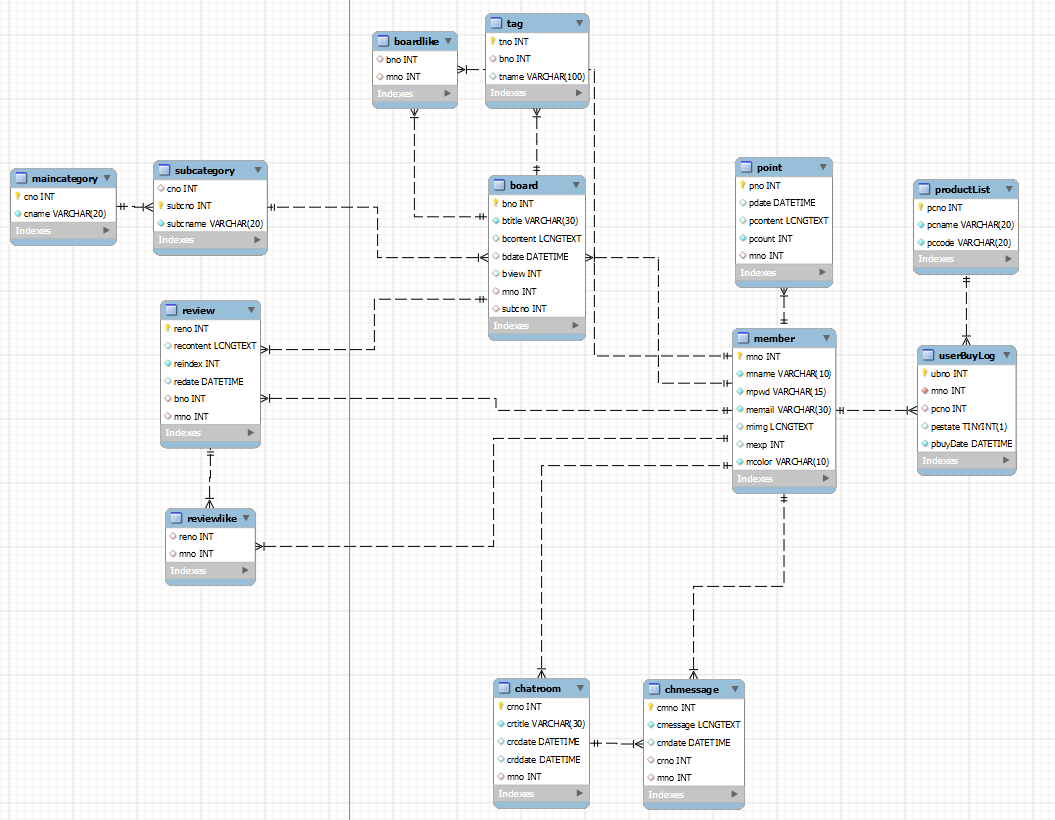 tag
tno INT
bno INT
tname VARCHAR(100)
Indexes
boardlike
bno INT
mno INT
Indexes
maincategory
cno INT
cname VARCHAR(20)
Indexes
subcategory
cno INT
subcno INT
subcname VARCHAR(20)
Indexes
board
bno INT
btitle VARCHAR(30)
bcontent LONGTEXT
bdate DATETIME
bview INT
mno INT
subcno INT
Indexes
point
pno INT
pdate DATETIME
pcontent LONGTEXT
pcount INT
mno INT
Indexes
productList
pcno INT
pcname VARCHAR(20)
pccode VARCHAR(20)
Indexes
review
reno INT
recontent LONGTEXT
reindex INT
redate DATETIME
bno INT
mno INT
Indexes
member
mno INT
mname VARCHAR(10)
mpwd VARCHAR(15)
memail VARCHAR(30)
mimg LONGTEXT
mexp INT
mcolor VARCHAR(10)
Indexes
userBuyLog
ubno INT
mno INT
pcno INT
pestate TINYINT(1)
pbuyDate DATETIME
Indexes
reviewlike
reno INT
mno INT
Indexes
chatroom
crno INT
crtitle VARCHAR(30)
crcdate DATETIME
crddate DATETIME
mno INT
Indexes
chmessage
cmno INT
cmessage LONGTEXT
cmdate DATETIME
crno INT
mno INT
Indexes